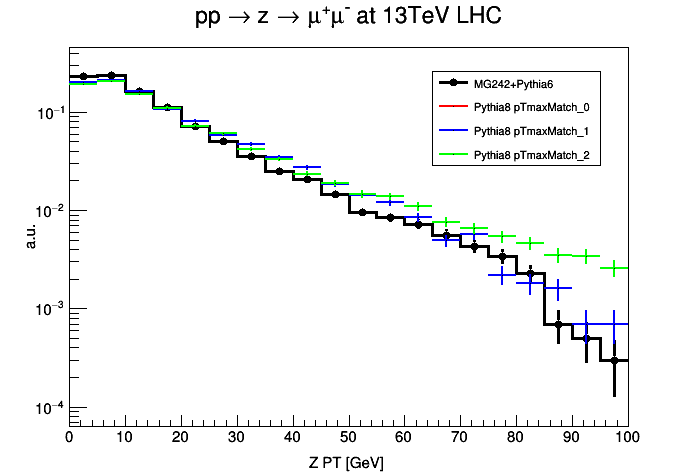 pp → z → μ⁺μ⁻ at 13TeV LHC
MG242+Pythia6
Pythia8 pTmaxMatch_0
Pythia8 pTmaxMatch_1
Pythia8 pTmaxMatch_2
a.u.
10⁻¹
10⁻²
10⁻³
10⁻⁴
0 10 20 30 40 50 60 70 80 90 100
Z PT [GeV]